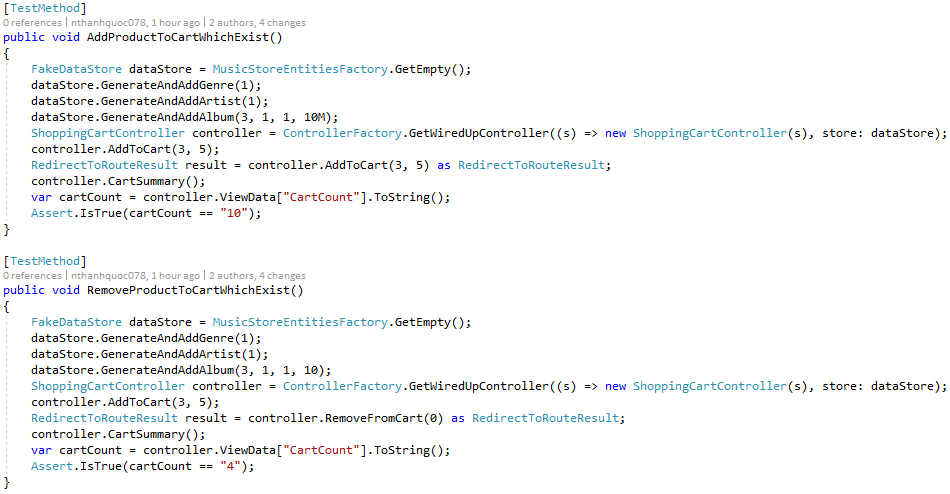 [TestMethod]
0 references | nthanhquoc078, 1 hour ago | 2 authors, 4 changes
public void AddProductToCartWhichExist()
{
    FakeDataStore dataStore = MusicStoreEntitiesFactory.GetEmpty();
    dataStore.GenerateAndAddGenre(1);
    dataStore.GenerateAndAddArtist(1);
    dataStore.GenerateAndAddAlbum(3, 1, 1, 10M);
    ShoppingCartController controller = ControllerFactory.GetWiredUpController((s) => new ShoppingCartController(s), store: dataStore);
    controller.AddToCart(3, 5);
    RedirectToRouteResult result = controller.AddToCart(3, 5) as RedirectToRouteResult;
    controller.CartSummary();
    var cartCount = controller.ViewData["CartCount"].ToString();
    Assert.IsTrue(cartCount == "10");
}
[TestMethod]
0 references | nthanhquoc078, 1 hour ago | 2 authors, 4 changes
public void RemoveProductToCartWhichExist()
{
    FakeDataStore dataStore = MusicStoreEntitiesFactory.GetEmpty();
    dataStore.GenerateAndAddGenre(1);
    dataStore.GenerateAndAddArtist(1);
    dataStore.GenerateAndAddAlbum(3, 1, 1, 10);
    ShoppingCartController controller = ControllerFactory.GetWiredUpController((s) => new ShoppingCartController(s), store: dataStore);
    controller.AddToCart(3, 5);
    RedirectToRouteResult result = controller.RemoveFromCart(0) as RedirectToRouteResult;
    controller.CartSummary();
    var cartCount = controller.ViewData["CartCount"].ToString();
    Assert.IsTrue(cartCount == "4");
}